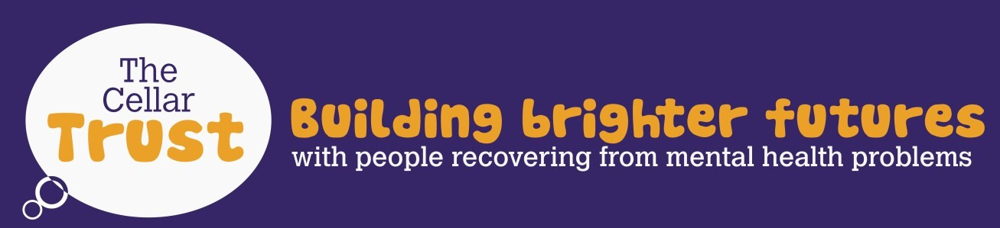 The
Cellar
Trust
Building brighter futures
with people recovering from mental health problems